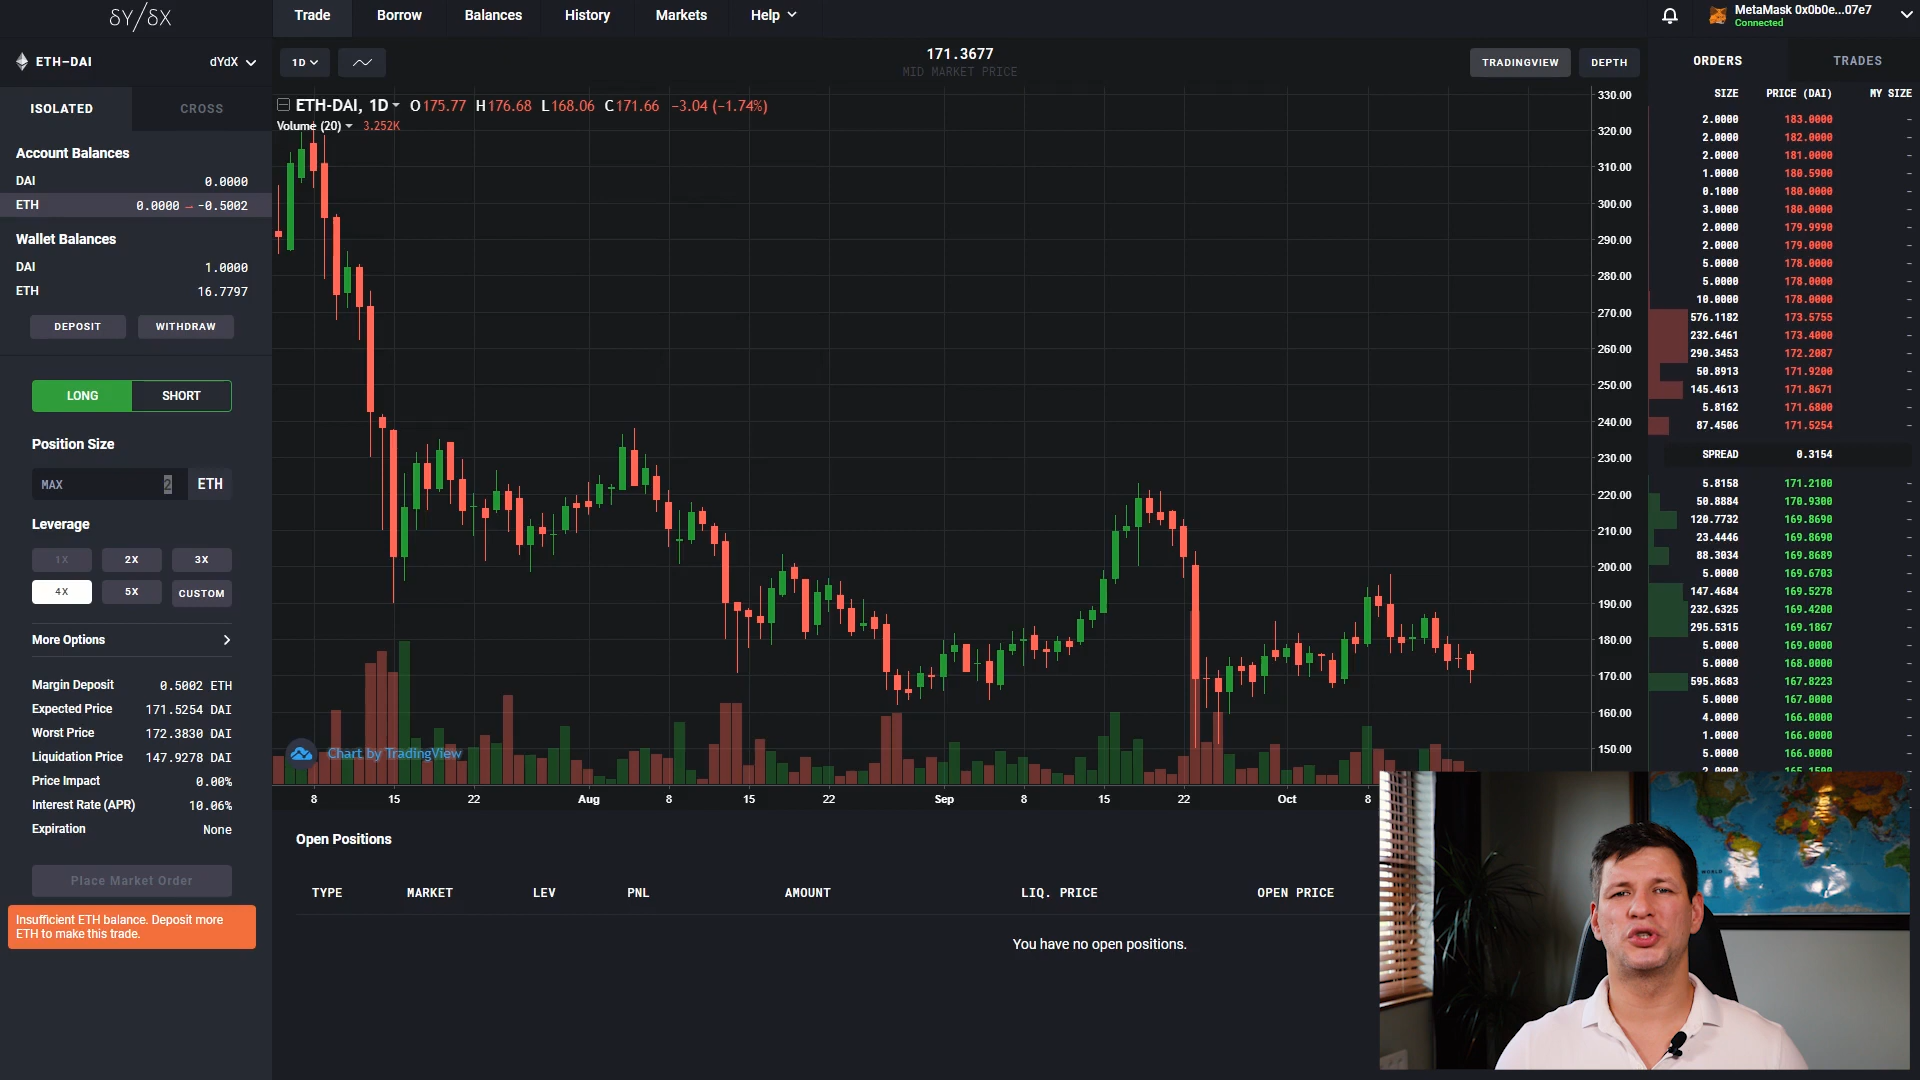 δY/δX
Trade
Borrow
Balances
History
Markets
Help
MetaMask 0x0b0e...07e7
Connected
ETH-DAI
dYdX
ISOLATED
CROSS
Account Balances
DAI 0.0000
ETH 0.0000 → -0.5002
Wallet Balances
DAI 1.0000
ETH 16.7797
DEPOSIT
WITHDRAW
LONG
SHORT
Position Size
MAX 2 ETH
Leverage
1X 2X 3X
4X 5X CUSTOM
More Options
Margin Deposit 0.5002 ETH
Expected Price 171.5254 DAI
Worst Price 172.3830 DAI
Liquidation Price 147.9278 DAI
Price Impact 0.00%
Interest Rate (APR) 10.06%
Expiration None
Place Market Order
Insufficient ETH balance. Deposit more
ETH to make this trade.
1D
171.3677
MID MARKET PRICE
TRADINGVIEW
DEPTH
ETH-DAI, 1D O175.77 H176.68 L168.06 C171.66 -3.04 (-1.74%)
Volume (20) 3.252K
330.00
320.00
310.00
300.00
290.00
280.00
270.00
260.00
250.00
240.00
230.00
220.00
210.00
200.00
190.00
180.00
170.00
160.00
150.00
Chart by TradingView
8 15 22 Aug 8 15 22 Sep 8 15 22 Oct 8
Open Positions
TYPE MARKET LEV PNL AMOUNT LIQ. PRICE OPEN PRICE
You have no open positions.
ORDERS
TRADES
SIZE PRICE (DAI) MY SIZE
2.0000 183.0000 -
2.0000 182.0000 -
2.0000 181.0000 -
1.0000 180.5900 -
0.1000 180.0000 -
3.0000 180.0000 -
2.0000 179.9990 -
2.0000 179.0000 -
5.0000 178.0000 -
5.0000 178.0000 -
10.0000 178.0000 -
576.1182 173.5755 -
232.6461 173.4000 -
290.3453 172.2087 -
50.8913 171.9200 -
145.4613 171.8671 -
5.8162 171.6800 -
87.4506 171.5254 -
SPREAD 0.3154
5.8158 171.2100 -
50.8884 170.9300 -
120.7732 169.8690 -
23.4446 169.8690 -
88.3034 169.8689 -
5.0000 169.6703 -
147.4684 169.5278 -
232.6325 169.4200 -
295.5315 169.1867 -
5.0000 169.0000 -
5.0000 168.0000 -
595.8683 167.8223 -
5.0000 167.0000 -
4.0000 166.0000 -
1.0000 166.0000 -
5.0000 166.0000 -
WORLD